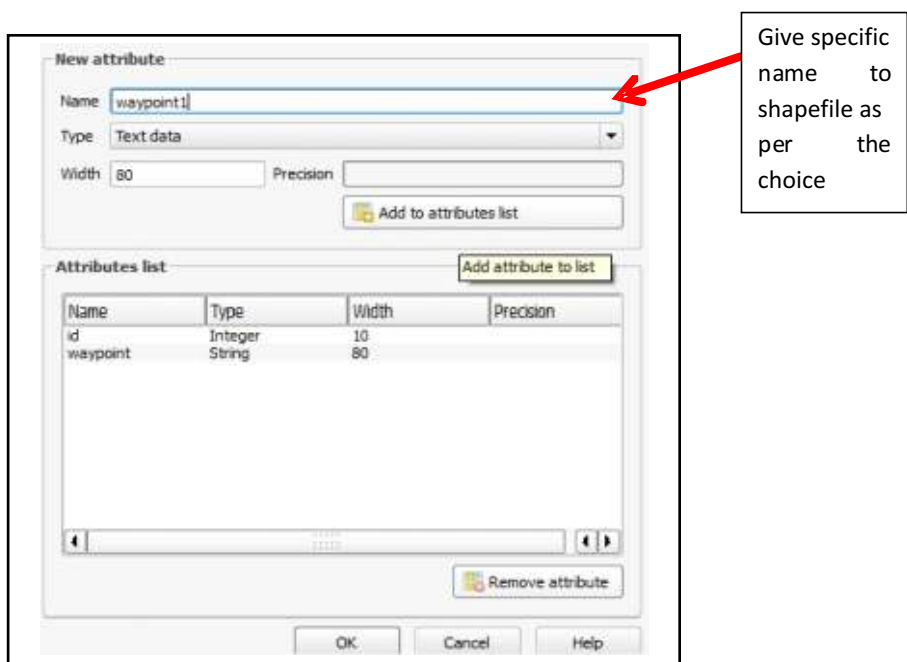 New attribute
Name waypoint1
Type Text data
Width 80 Precision
Add to attributes list
Attributes list
Add attribute to list
Name Type Width Precision
id Integer 10
waypoint String 80
Remove attribute
OK Cancel Help
Give specific
name to
shapefile as
per the
choice